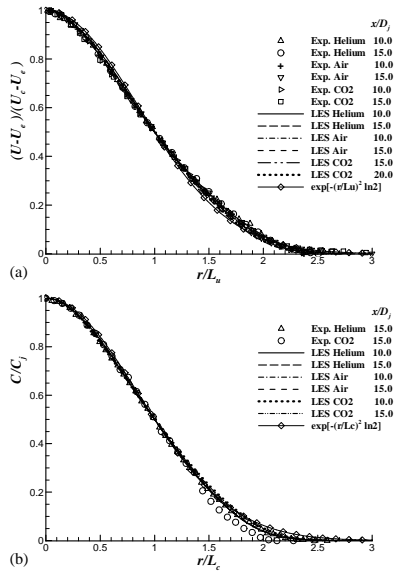 1
0.8
0.6
0.4
0.2
0
(U-U_e)/(U_c-U_e)
x/D_j
Exp. Helium 10.0
Exp. Helium 15.0
Exp. Air 10.0
Exp. Air 15.0
Exp. CO2 10.0
Exp. CO2 15.0
LES Helium 10.0
LES Helium 15.0
LES Air 10.0
LES Air 15.0
LES CO2 15.0
LES CO2 20.0
exp[-(r/Lu)² ln2]
0 0.5 1 1.5 2 2.5 3
r/L_u
(a)
1
0.8
0.6
0.4
0.2
0
C/C_j
x/D_j
Exp. Helium 15.0
Exp. CO2 15.0
LES Helium 10.0
LES Helium 15.0
LES Air 10.0
LES Air 15.0
LES CO2 10.0
LES CO2 15.0
exp[-(r/Lc)² ln2]
0 0.5 1 1.5 2 2.5 3
r/L_c
(b)